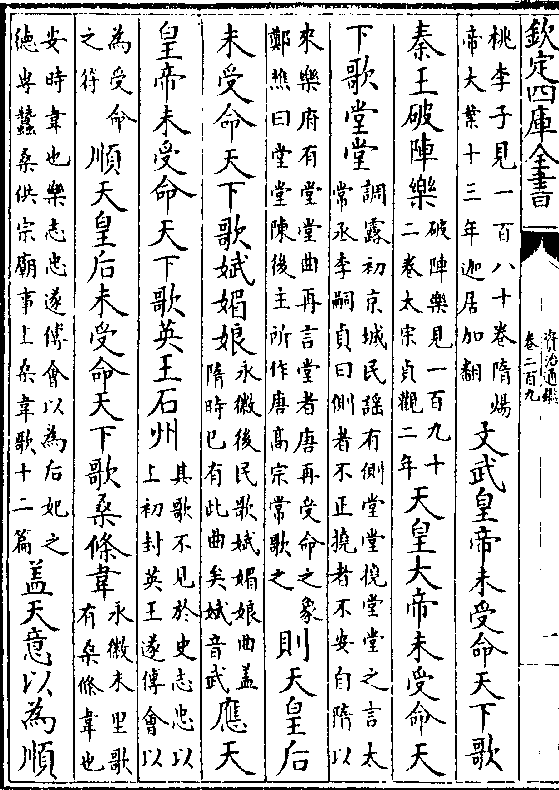 欽定四庫全書
資治通鑑
卷二百九
桃李子見一百八十卷隋煬
帝大業十三年迦居加翻
文武皇帝未受命天下歌
秦王破陣樂
破陣樂見一百九十
二卷太宗貞觀二年
天皇大帝未受命天
下歌堂堂
調露初京城民謡有側堂堂撓堂堂之言太
常丞李嗣貞曰側者不正撓者不安自隋以
來樂府有堂堂曲再言堂者唐再受命之象
鄭樵曰堂堂陳後主所作唐髙宗常歌之
則天皇后
未受命天下歌娬媚娘
永徽後民歌娬媚娘曲盖
隋時已有此曲矣娬音武
應天
皇帝未受命天下歌英王石州
其歌不見於史志忠以
上初封英王遂傅會以
為受命
之符
順天皇后未受命天下歌桑條韋
永徽末里歌
有桑條韋也
安時韋也樂志忠遂傅會以為后妃之
徳専蠶桑供宗廟事上桑韋歌十二篇
盖天意以為順